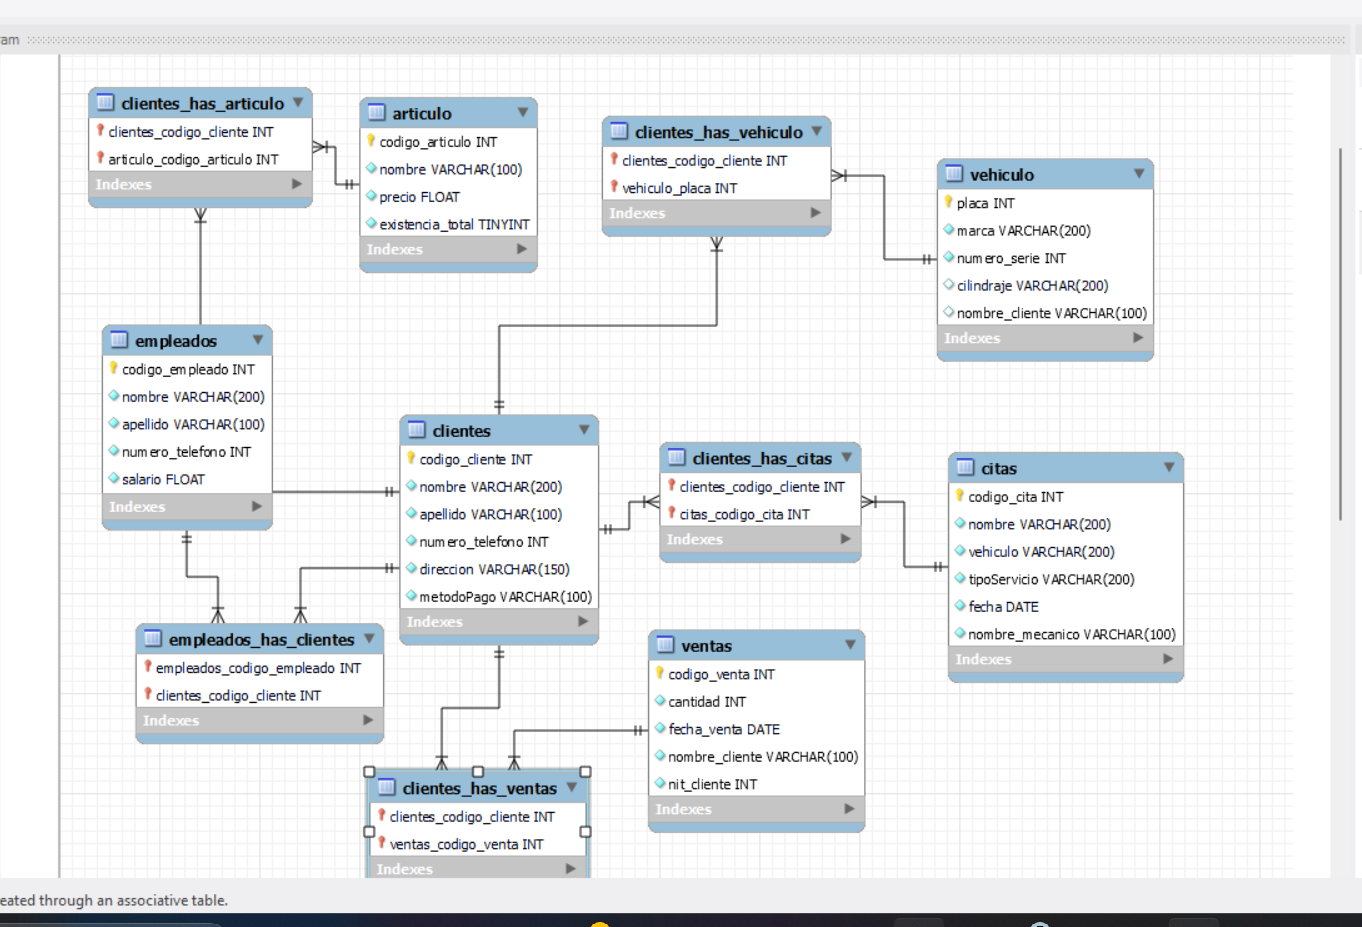 am
clientes_has_articulo
clientes_codigo_cliente INT
articulo_codigo_articulo INT
Indexes
articulo
codigo_articulo INT
nombre VARCHAR(100)
precio FLOAT
existencia_total TINYINT
Indexes
clientes_has_vehiculo
clientes_codigo_cliente INT
vehiculo_placa INT
Indexes
vehiculo
placa INT
marca VARCHAR(200)
numero_serie INT
cilindraje VARCHAR(200)
nombre_cliente VARCHAR(100)
Indexes
empleados
codigo_empleado INT
nombre VARCHAR(200)
apellido VARCHAR(100)
numero_telefono INT
salario FLOAT
Indexes
clientes
codigo_cliente INT
nombre VARCHAR(200)
apellido VARCHAR(100)
numero_telefono INT
direccion VARCHAR(150)
metodoPago VARCHAR(100)
Indexes
clientes_has_citas
clientes_codigo_cliente INT
citas_codigo_cita INT
Indexes
citas
codigo_cita INT
nombre VARCHAR(200)
vehiculo VARCHAR(200)
tipoServicio VARCHAR(200)
fecha DATE
nombre_mecanico VARCHAR(100)
Indexes
empleados_has_clientes
empleados_codigo_empleado INT
clientes_codigo_cliente INT
Indexes
ventas
codigo_venta INT
cantidad INT
fecha_venta DATE
nombre_cliente VARCHAR(100)
nit_cliente INT
Indexes
clientes_has_ventas
clientes_codigo_cliente INT
ventas_codigo_venta INT
Indexes
eated through an associative table.